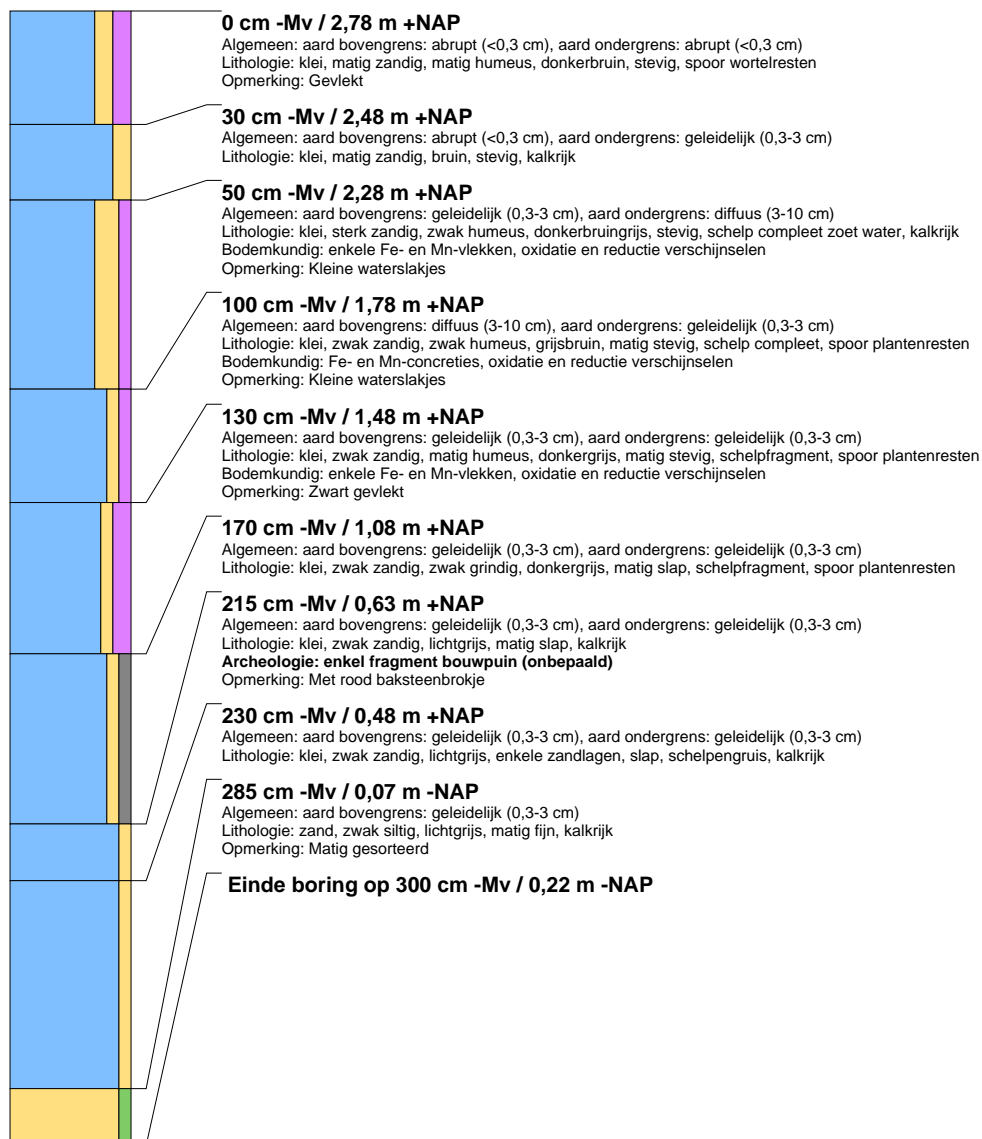 0 cm -Mv / 2,78 m +NAP
Algemeen: aard bovengrens: abrupt (<0,3 cm), aard ondergrens: abrupt (<0,3 cm)
Lithologie: klei, matig zandig, matig humeus, donkerbruin, stevig, spoor wortelresten
Opmerking: Gevlekt
30 cm -Mv / 2,48 m +NAP
Algemeen: aard bovengrens: abrupt (<0,3 cm), aard ondergrens: geleidelijk (0,3-3 cm)
Lithologie: klei, matig zandig, bruin, stevig, kalkrijk
50 cm -Mv / 2,28 m +NAP
Algemeen: aard bovengrens: geleidelijk (0,3-3 cm), aard ondergrens: diffuus (3-10 cm)
Lithologie: klei, sterk zandig, zwak humeus, donkerbruingrijs, stevig, schelp compleet zoet water, kalkrijk
Bodemkundig: enkele Fe- en Mn-vlekken, oxidatie en reductie verschijnselen
Opmerking: Kleine waterslakjes
100 cm -Mv / 1,78 m +NAP
Algemeen: aard bovengrens: diffuus (3-10 cm), aard ondergrens: geleidelijk (0,3-3 cm)
Lithologie: klei, zwak zandig, zwak humeus, grijsbruin, matig stevig, schelp compleet, spoor plantenresten
Bodemkundig: Fe- en Mn-concreties, oxidatie en reductie verschijnselen
Opmerking: Kleine waterslakjes
130 cm -Mv / 1,48 m +NAP
Algemeen: aard bovengrens: geleidelijk (0,3-3 cm), aard ondergrens: geleidelijk (0,3-3 cm)
Lithologie: klei, zwak zandig, matig humeus, donkergrijs, matig stevig, schelpfragment, spoor plantenresten
Bodemkundig: enkele Fe- en Mn-vlekken, oxidatie en reductie verschijnselen
Opmerking: Zwart gevlekt
170 cm -Mv / 1,08 m +NAP
Algemeen: aard bovengrens: geleidelijk (0,3-3 cm), aard ondergrens: geleidelijk (0,3-3 cm)
Lithologie: klei, zwak zandig, zwak grindig, donkergrijs, matig slap, schelpfragment, spoor plantenresten
215 cm -Mv / 0,63 m +NAP
Algemeen: aard bovengrens: geleidelijk (0,3-3 cm), aard ondergrens: geleidelijk (0,3-3 cm)
Lithologie: klei, zwak zandig, lichtgrijs, matig slap, kalkrijk
Archeologie: enkel fragment bouwpuin (onbepaald)
Opmerking: Met rood baksteenbrokje
230 cm -Mv / 0,48 m +NAP
Algemeen: aard bovengrens: geleidelijk (0,3-3 cm), aard ondergrens: geleidelijk (0,3-3 cm)
Lithologie: klei, zwak zandig, lichtgrijs, enkele zandlagen, slap, schelpengruis, kalkrijk
285 cm -Mv / 0,07 m -NAP
Algemeen: aard bovengrens: geleidelijk (0,3-3 cm)
Lithologie: zand, zwak siltig, lichtgrijs, matig fijn, kalkrijk
Opmerking: Matig gesorteerd
Einde boring op 300 cm -Mv / 0,22 m -NAP